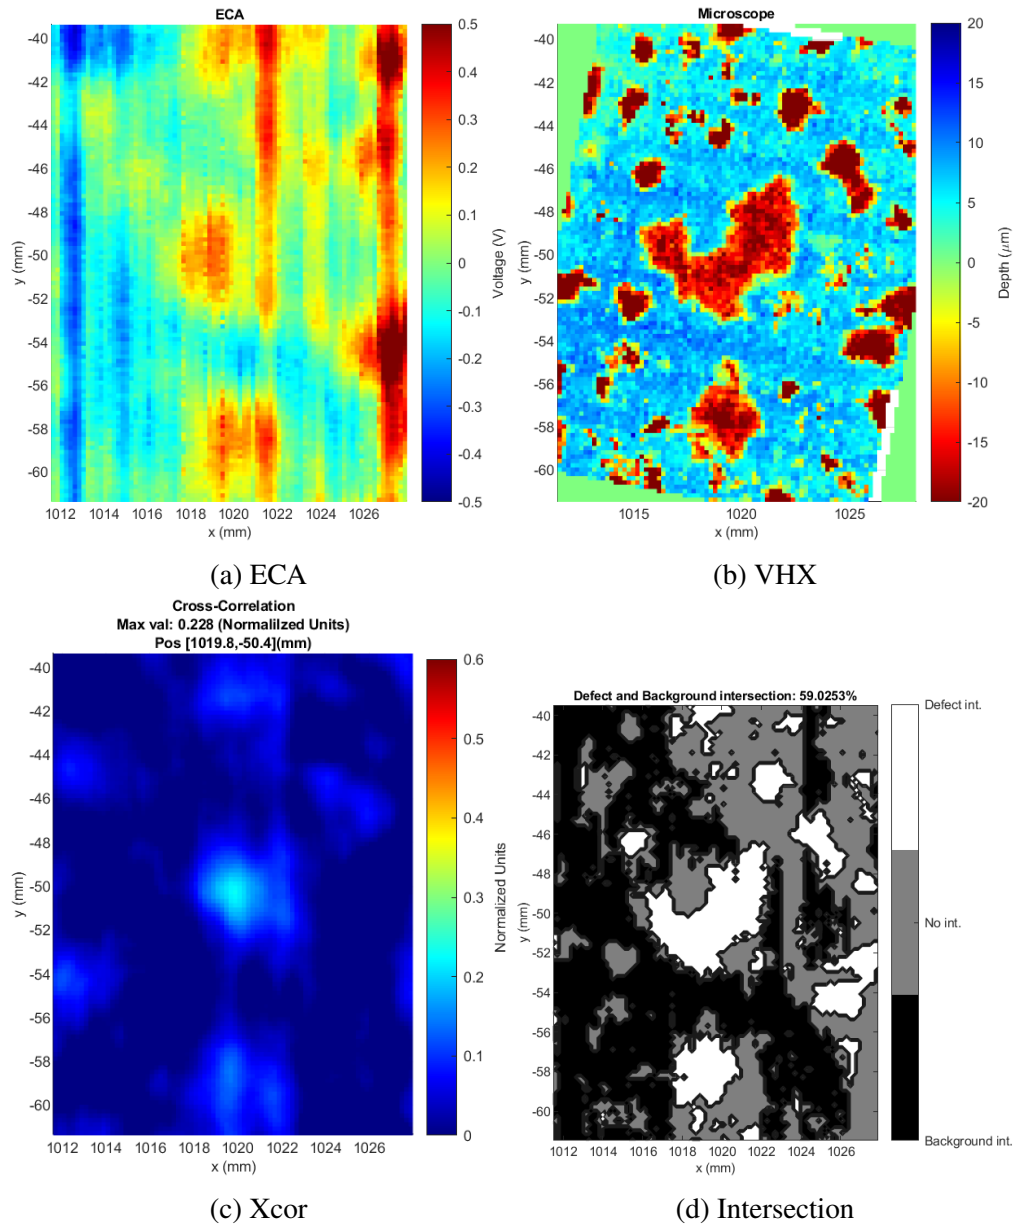 ECA
-40
-42
-44
-46
-48
-50
-52
-54
-56
-58
-60
y (mm)
1012 1014 1016 1018 1020 1022 1024 1026
x (mm)
0.5
0.4
0.3
0.2
0.1
0
-0.1
-0.2
-0.3
-0.4
-0.5
Voltage (V)
(a) ECA
Microscope
-40
-42
-44
-46
-48
-50
-52
-54
-56
-58
-60
y (mm)
1015 1020 1025
x (mm)
20
15
10
5
0
-5
-10
-15
-20
Depth (μm)
(b) VHX
Cross-Correlation
Max val: 0.228 (Normalilzed Units)
Pos [1019.8,-50.4](mm)
-40
-42
-44
-46
-48
-50
-52
-54
-56
-58
-60
y (mm)
1012 1014 1016 1018 1020 1022 1024 1026
x (mm)
0.6
0.5
0.4
0.3
0.2
0.1
0
Normalized Units
(c) Xcor
Defect and Background intersection: 59.0253%
-40
-42
-44
-46
-48
-50
-52
-54
-56
-58
-60
y (mm)
1012 1014 1016 1018 1020 1022 1024 1026
x (mm)
Defect int.
No int.
Background int.
(d) Intersection